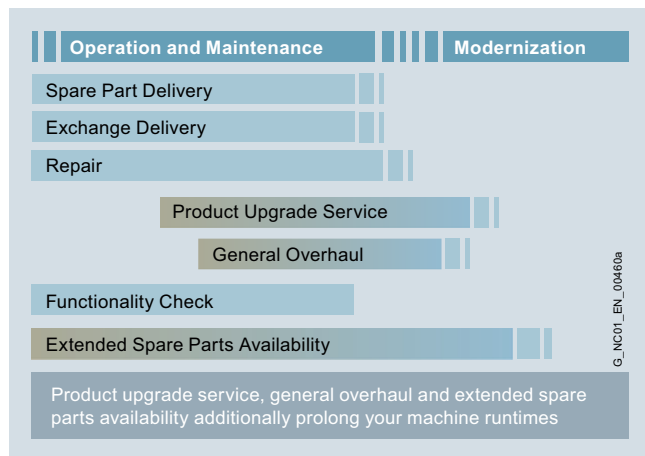 Operation and Maintenance
Modernization
Spare Part Delivery
Exchange Delivery
Repair
Product Upgrade Service
General Overhaul
Functionality Check
Extended Spare Parts Availability
G_NC01_EN_00460a
Product upgrade service, general overhaul and extended spare
parts availability additionally prolong your machine runtimes